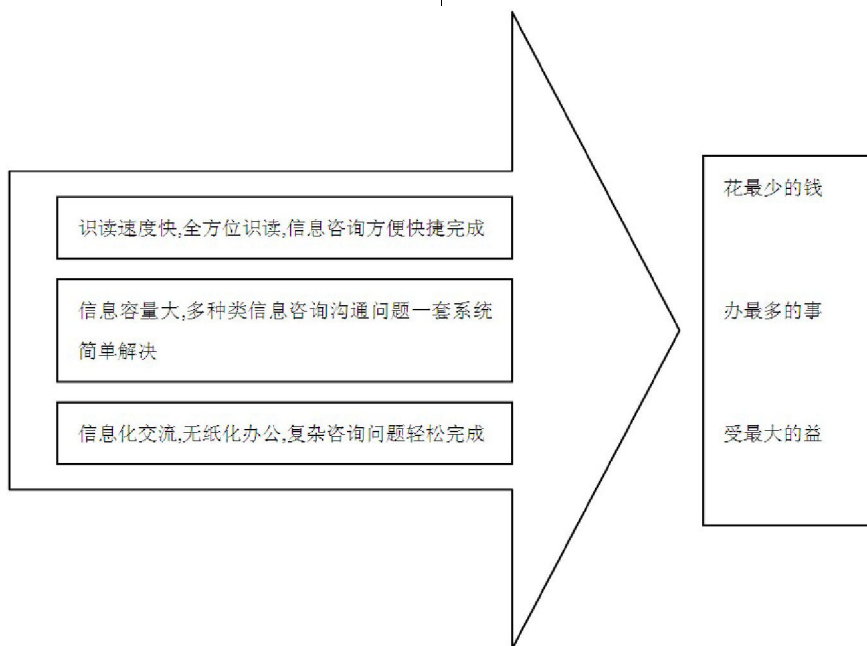 识读速度快,全方位识读,信息咨询方便快捷完成
信息容量大,多种类信息咨询沟通问题一套系统
简单解决
信息化交流,无纸化办公,复杂咨询问题轻松完成
花最少的钱
办最多的事
受最大的益